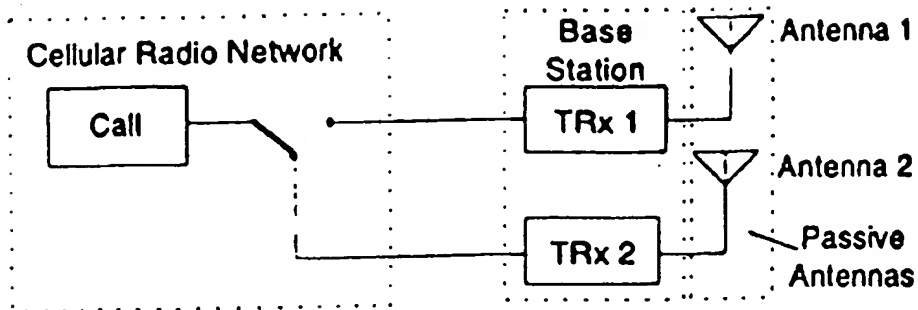 Cellular Radio Network
Call
Base
Station
TRx 1
TRx 2
Antenna 1
Antenna 2
Passive
Antennas